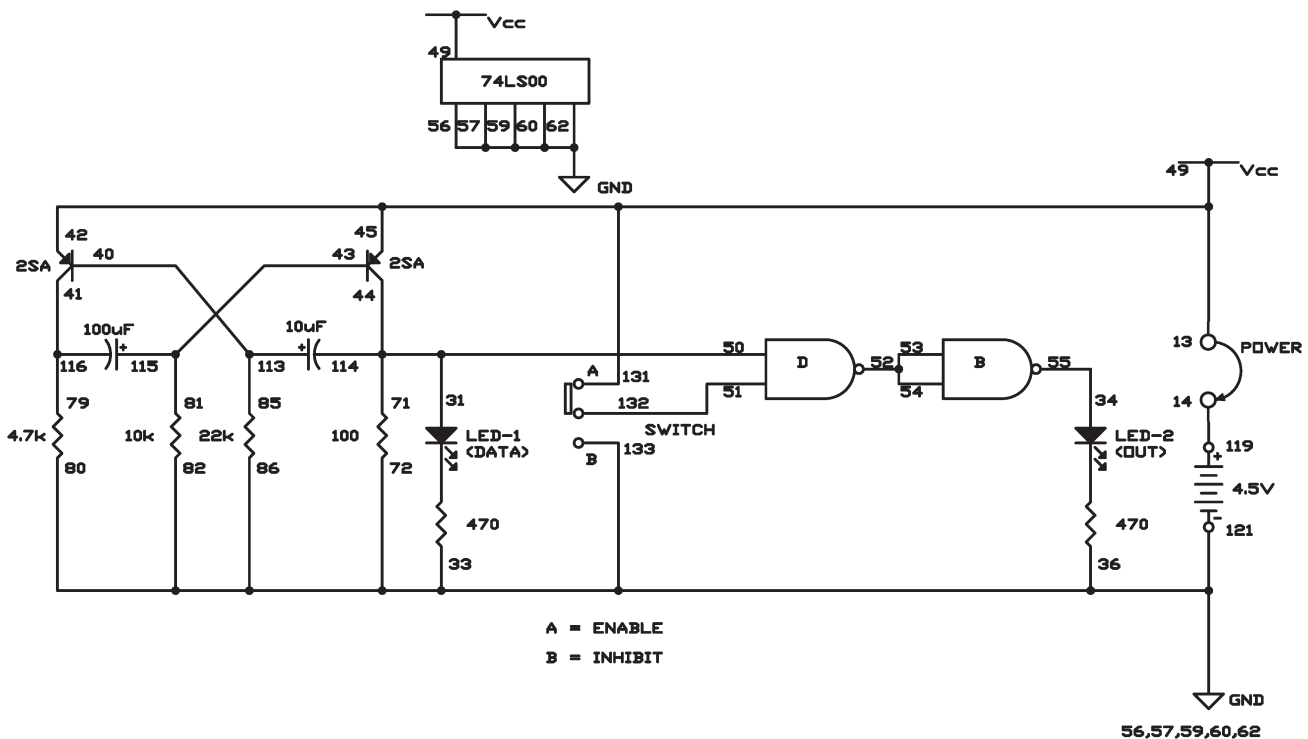 Vcc
49
74LS00
56 57 59 60 62
GND
49 Vcc
42 45
40 43
2SA 2SA
41 44
100uF 10uF
+ +
116 115 113 114
50 53
D 52 B 55
51 54
13 POWER
14
A 131
132
SWITCH
B 133
79 81 85 71 31 34
4.7k 10k 22k 100
LED-1
(DATA)
LED-2
(OUT)
80 82 86 72
119
+
4.5V
-
121
470 470
33 36
A = ENABLE
B = INHIBIT
GND
56,57,59,60,62